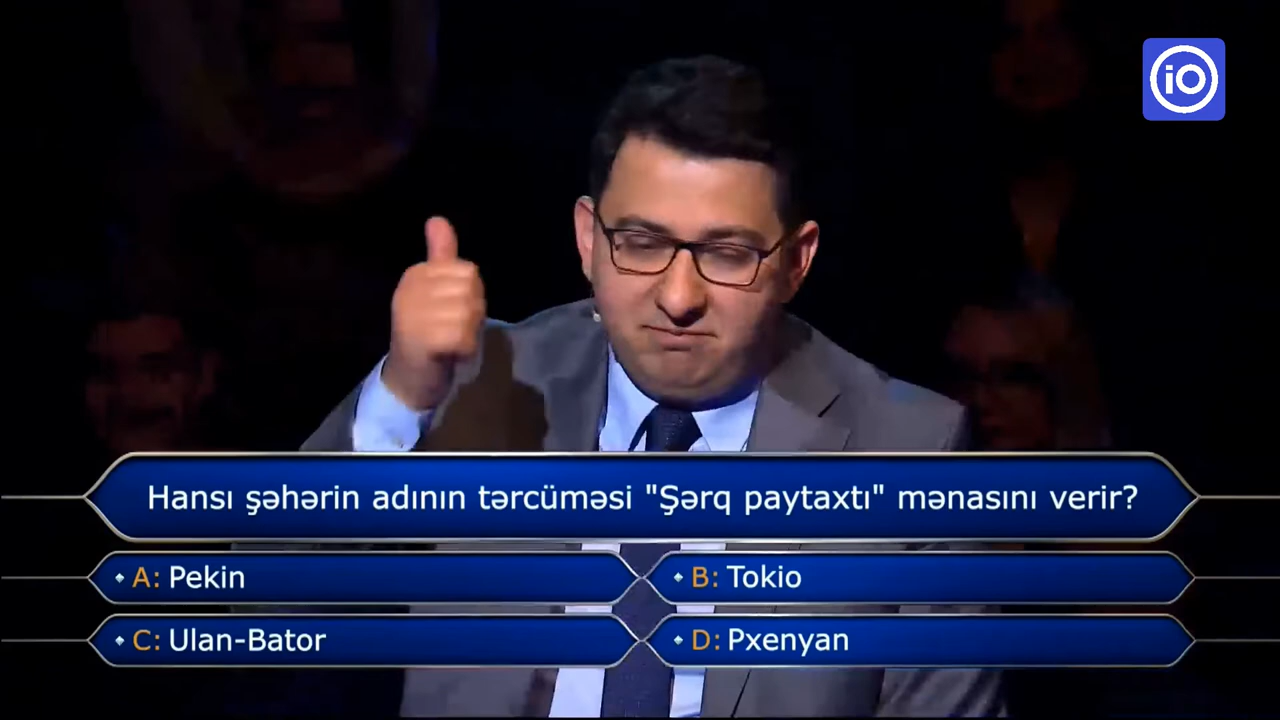 iO
Hansı şəhərin adının tərcüməsi "Şərq paytaxtı" mənasını verir?
A: Pekin
B: Tokio
C: Ulan-Bator
D: Pxenyan